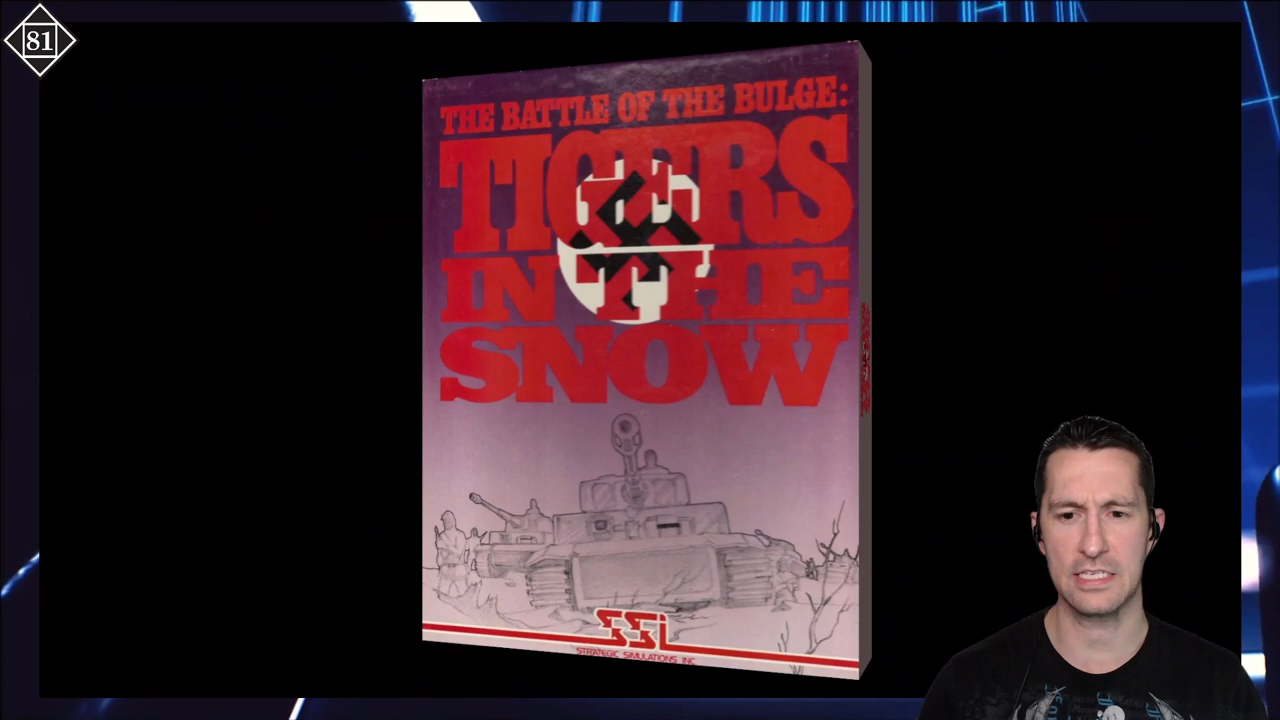 81
THE BATTLE OF THE BULGE:
TIGERS
IN THE
SNOW
SSi
STRATEGIC SIMULATIONS INC